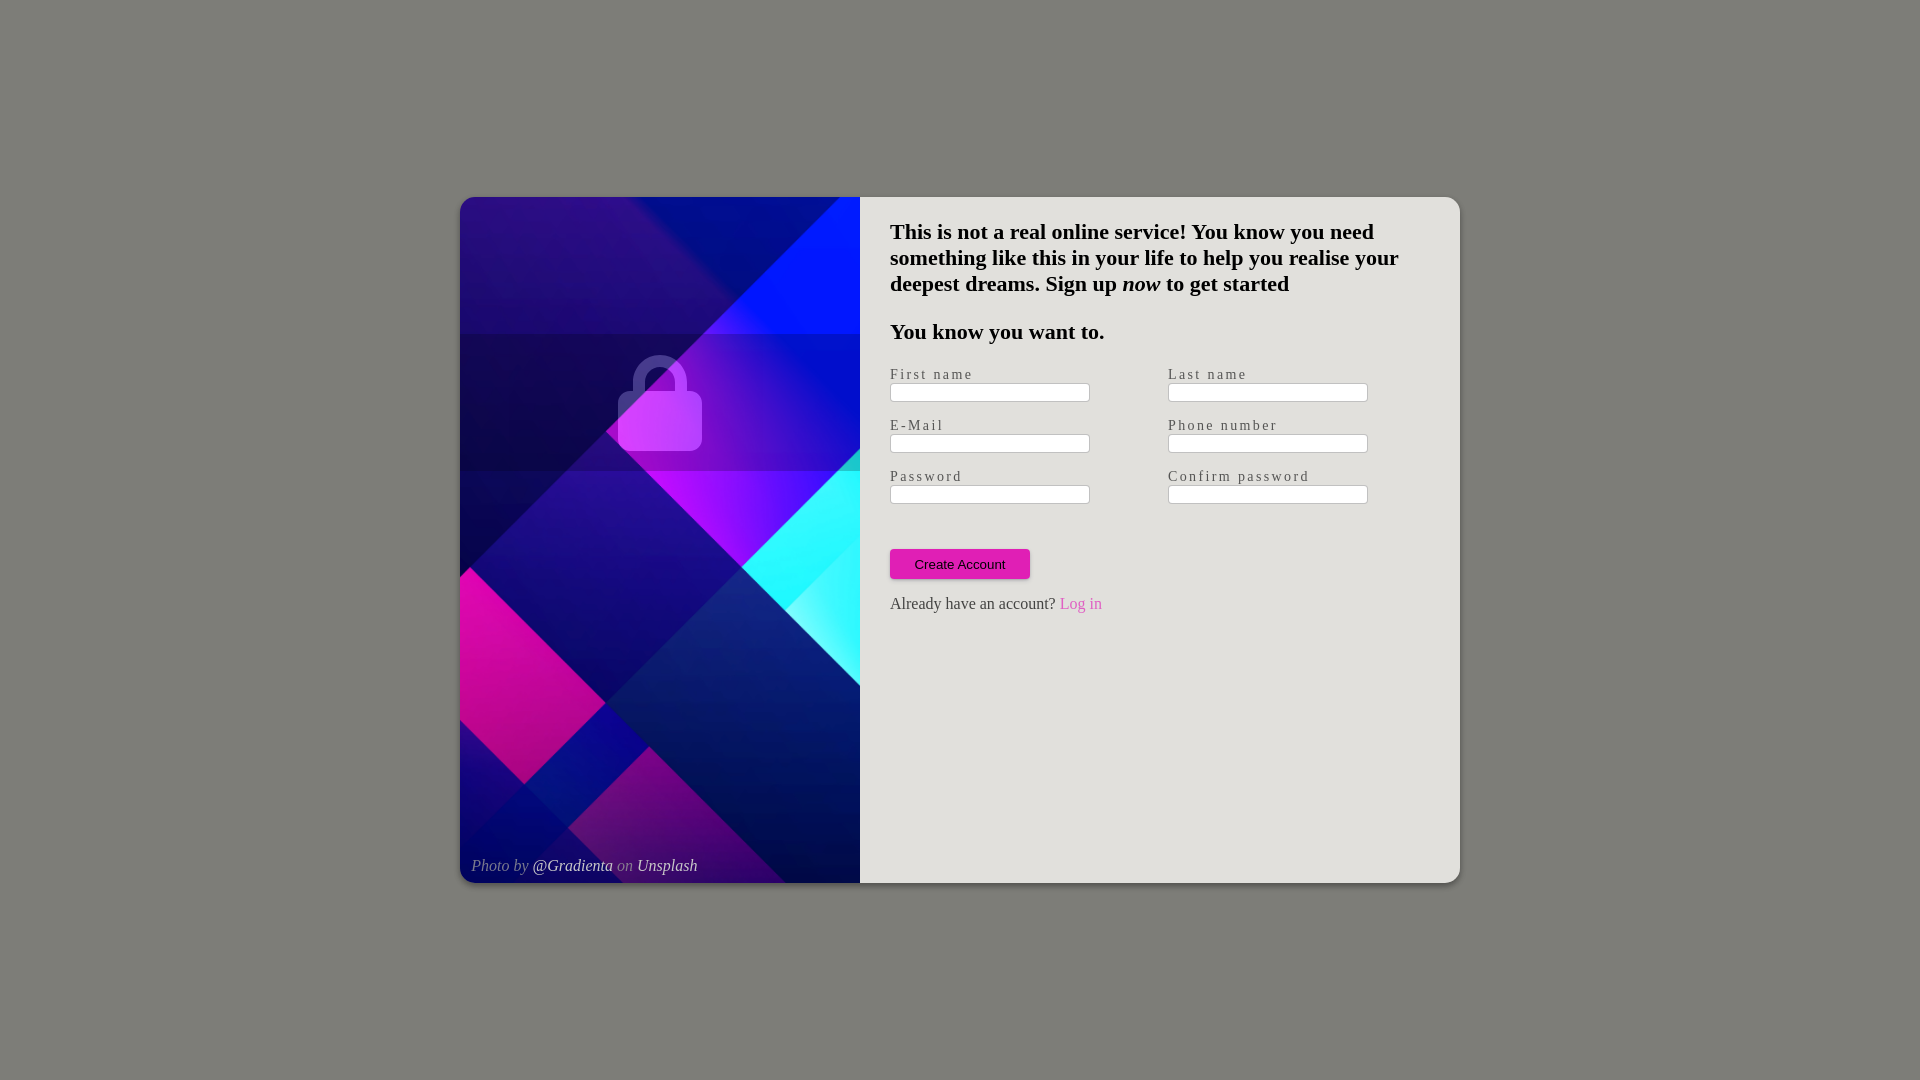 This is not a real online service! You know you need
something like this in your life to help you realise your
deepest dreams. Sign up now to get started
You know you want to.
First name
Last name
E-Mail
Phone number
Password
Confirm password
Create Account
Already have an account? Log in
Photo by @Gradienta on Unsplash